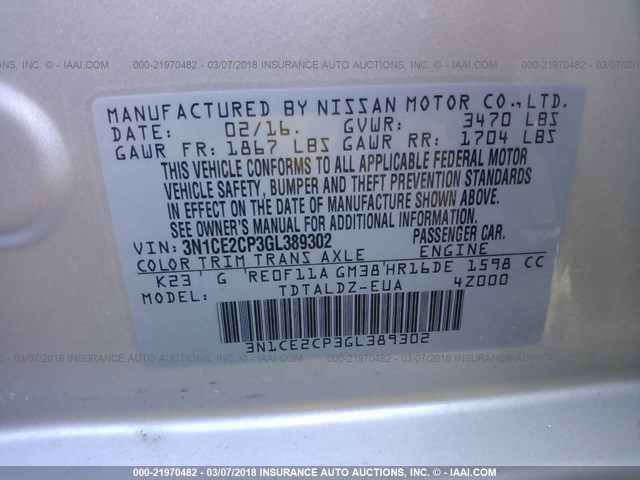 INC. - © IAAI.COM 000-21970482 - 03/07/2018 INSURANCE AUTO AUCTIONS, INC. - © IAAI.COM 000-21970482 - 03/07/2018
MANUFACTURED BY NISSAN MOTOR CO.,LTD.
DATE: 02/16. GVWR: 3470 LBS
GAWR FR: 1867 LBS GAWR RR: 1704 LBS
THIS VEHICLE CONFORMS TO ALL APPLICABLE FEDERAL MOTOR
VEHICLE SAFETY, BUMPER AND THEFT PREVENTION STANDARDS
IN EFFECT ON THE DATE OF MANUFACTURE SHOWN ABOVE.
SEE OWNER'S MANUAL FOR ADDITIONAL INFORMATION
VIN: 3N1CE2CP3GL389302 PASSENGER CAR.
COLOR TRIM TRANS AXLE ENGINE
K23 G RE0F11A GM38 HR16DE 1598 CC
MODEL: TDTALDZ-EUA 4Z000
3N1CE2CP3GL389302
000-21970482 - 03/07/2018 INSURANCE AUTO AUCTIONS, INC. - © IAAI.COM